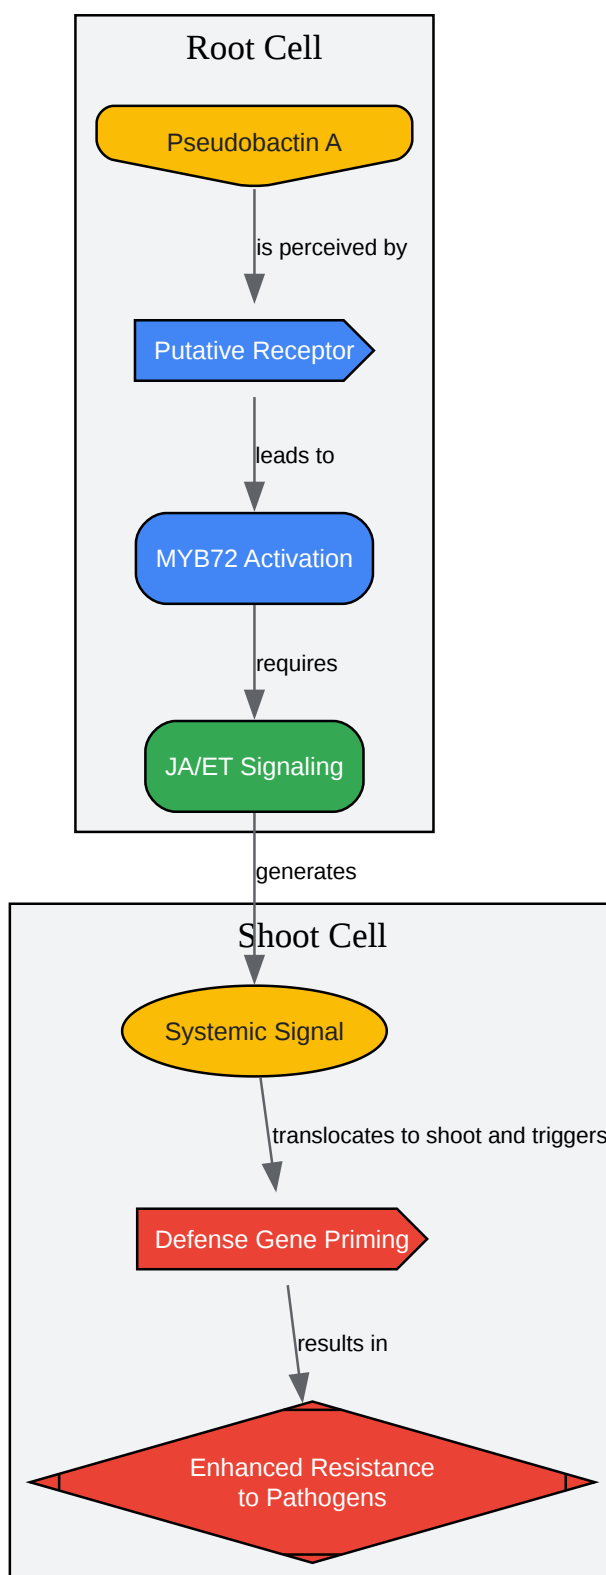 Root Cell
Pseudobactin A
is perceived by
Putative Receptor
leads to
MYB72 Activation
requires
JA/ET Signaling
generates
Shoot Cell
Systemic Signal
translocates to shoot and triggers
Defense Gene Priming
results in
Enhanced Resistance
to Pathogens